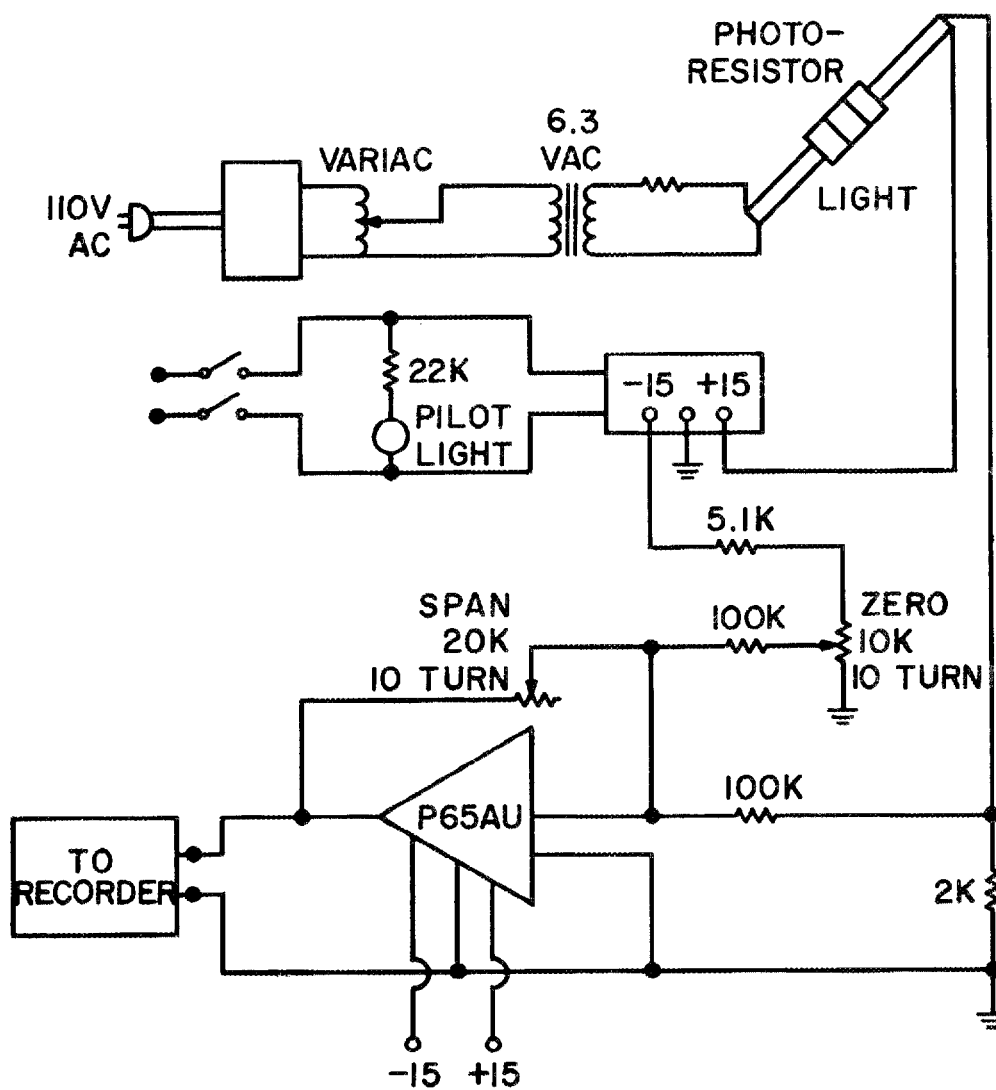 PHOTO-
RESISTOR
6.3
VAC
VARIAC
LIGHT
110V
AC
22K
PILOT
LIGHT
-15 +15
5.1K
SPAN
20K
10 TURN
100K
ZERO
10K
10 TURN
100K
P65AU
TO
RECORDER
2K
-15 +15